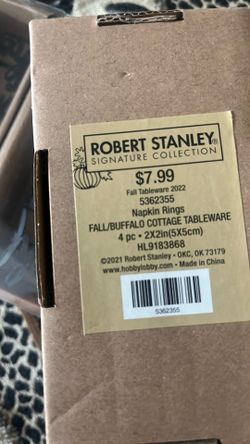 ROBERT STANLEY®
SIGNATURE COLLECTION
$7.99
Fall Tableware 2022
5362355
Napkin Rings
FALL/BUFFALO COTTAGE TABLEWARE
4 pc • 2X2in(5X5cm)
HL9183868
©2021 Robert Stanley • OKC, OK 73179
www.hobbylobby.com • Made in China
5362355